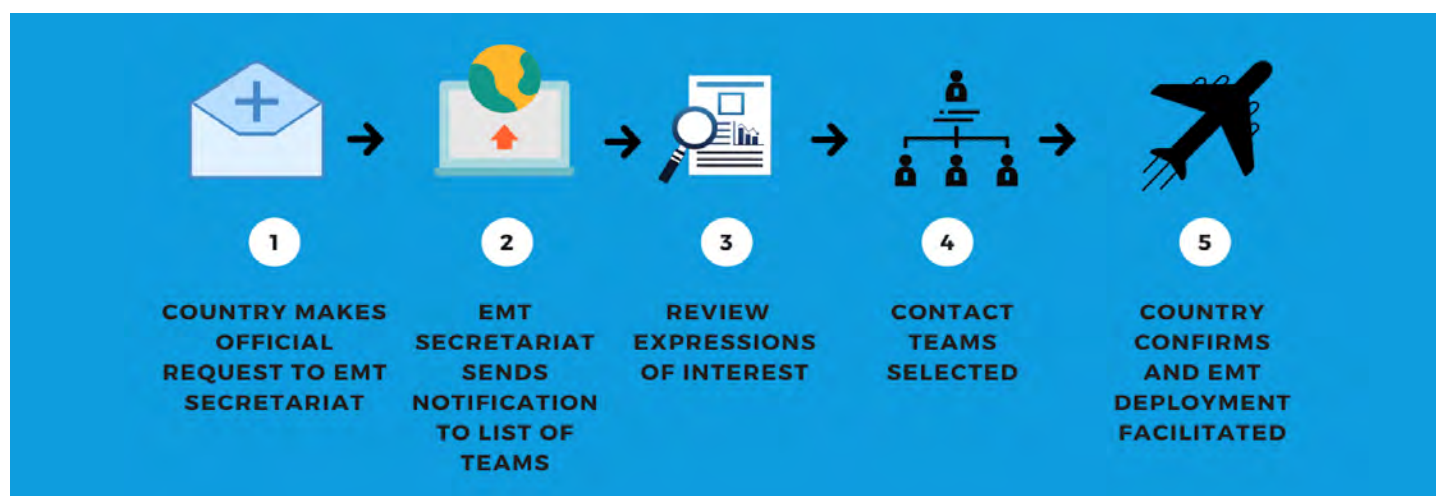 1
COUNTRY MAKES
OFFICIAL
REQUEST TO EMT
SECRETARIAT
2
EMT
SECRETARIAT
SENDS
NOTIFICATION
TO LIST OF
TEAMS
3
REVIEW
EXPRESSIONS
OF INTEREST
4
CONTACT
TEAMS
SELECTED
5
COUNTRY
CONFIRMS
AND EMT
DEPLOYMENT
FACILITATED